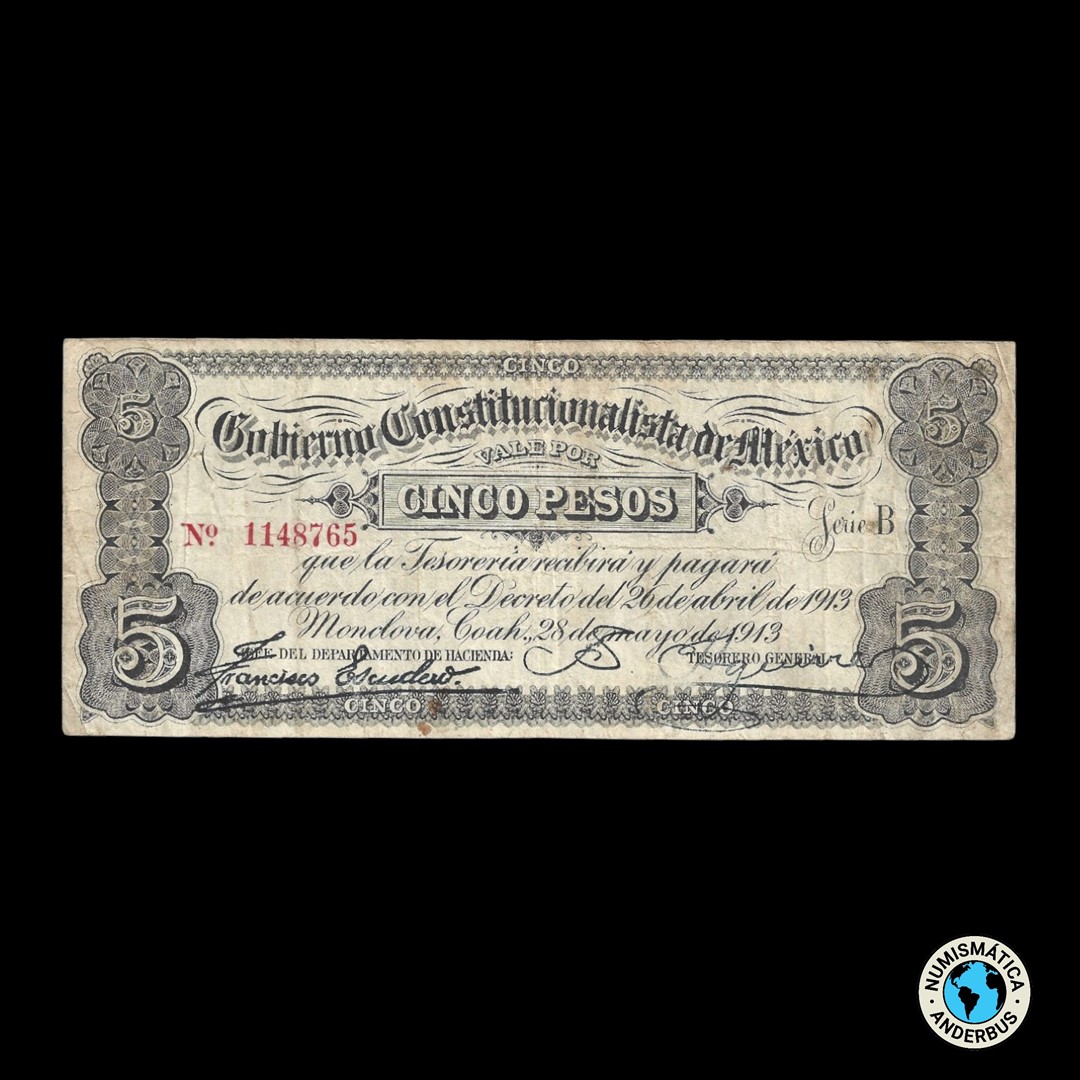 CINCO
5 5
Gobierno Constitucionalista de México
VALE POR
CINCO PESOS
Serie B
Nº 1148765
que la Tesorería recibirá y pagará
de acuerdo con el Decreto del 26 de abril de 1913
Monclova, Coah., 28 de mayo de 1913
5 5
JEFE DEL DEPARTAMENTO DE HACIENDA: TESORERO GENERAL
Francisco Escudero.
CINCO CINCO
NUMISMÁTICA
· ANDERBUS ·